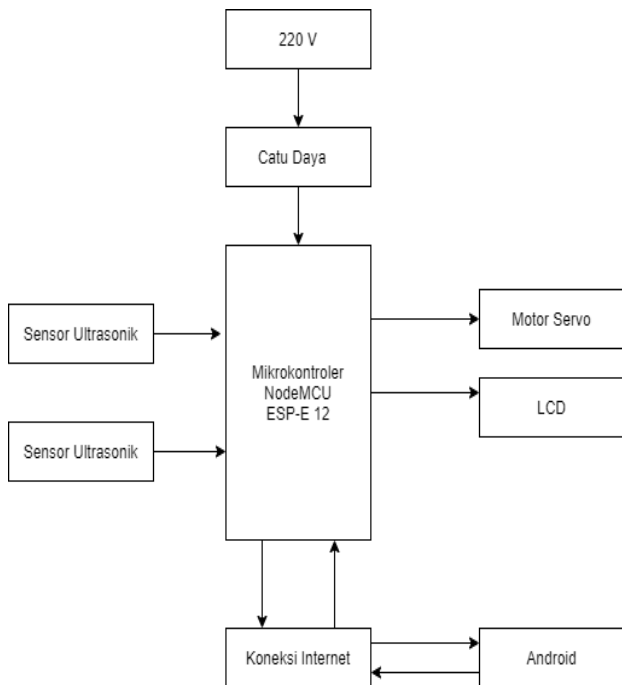 220 V
Catu Daya
Sensor Ultrasonik
Mikrokontroler
NodeMCU
ESP-E 12
Motor Servo
LCD
Sensor Ultrasonik
Koneksi Internet
Android